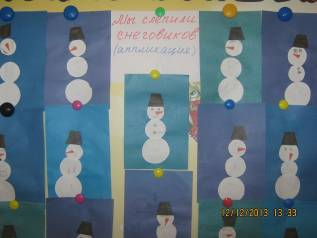 Мы слепили
снеговиков
(аппликация)
12/12/2013 13:33